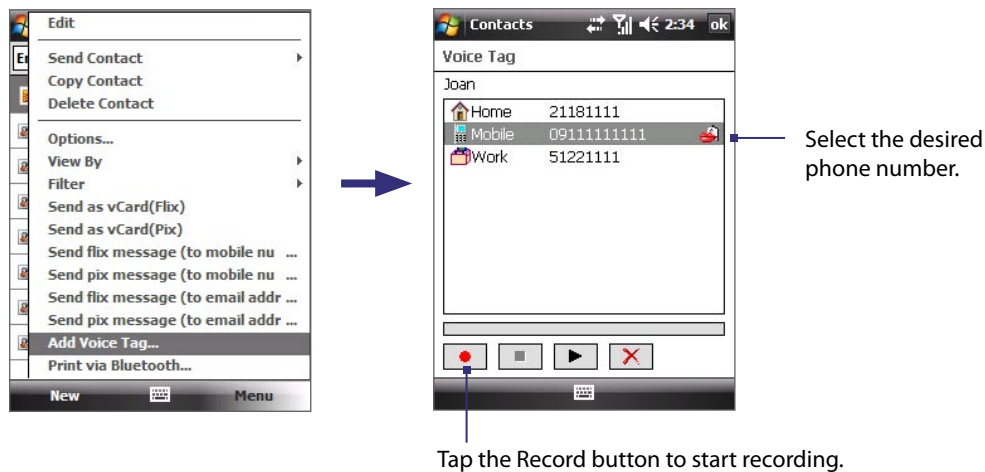 Edit
Send Contact
Copy Contact
Delete Contact
Options...
View By
Filter
Send as vCard(Flix)
Send as vCard(Pix)
Send flix message (to mobile nu ...
Send pix message (to mobile nu ...
Send flix message (to email addr ...
Send pix message (to email addr ...
Add Voice Tag...
Print via Bluetooth...
New Menu
Contacts 2:34 ok
Voice Tag
Joan
Home 21181111
Mobile 09111111111
Work 51221111
Select the desired
phone number.
Tap the Record button to start recording.